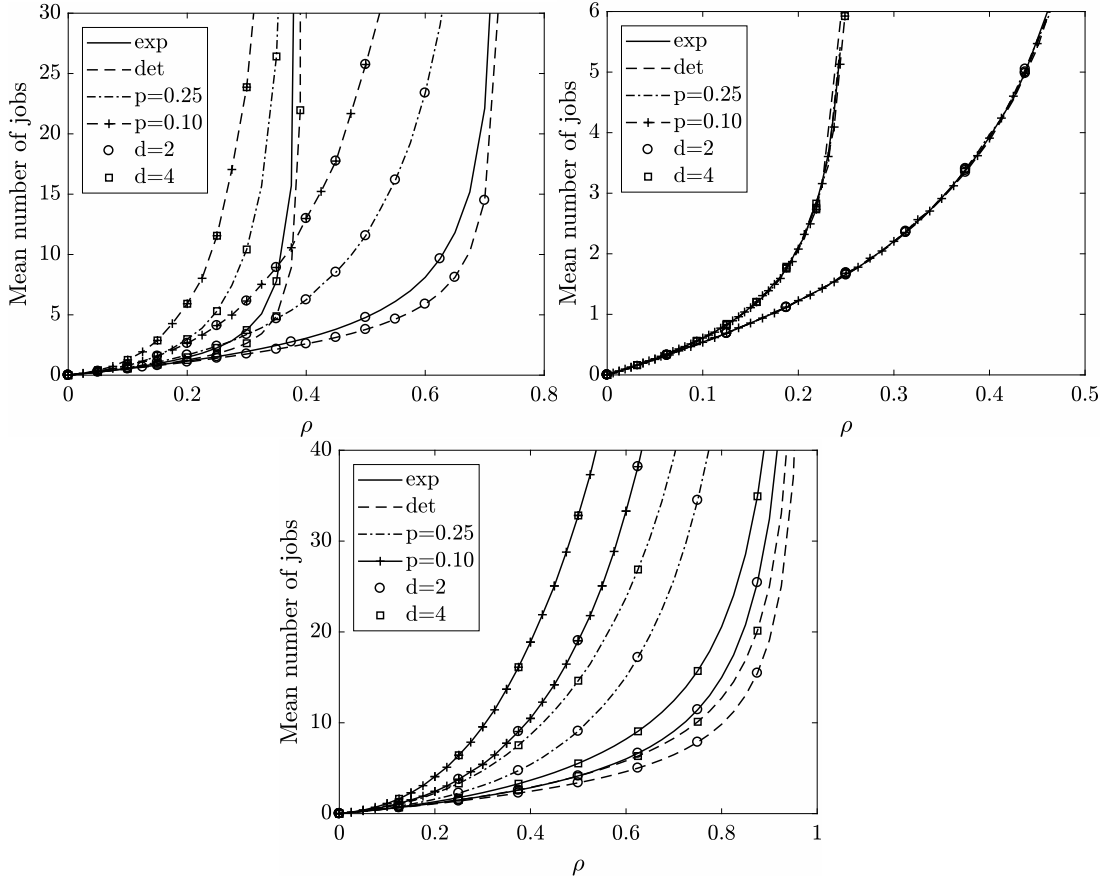 30
25
20
15
10
5
0
Mean number of jobs
exp
det
p=0.25
p=0.10
d=2
d=4
0
0.2
0.4
0.6
0.8
ρ
6
5
4
3
2
1
0
Mean number of jobs
exp
det
p=0.25
p=0.10
d=2
d=4
0
0.1
0.2
0.3
0.4
0.5
ρ
40
30
20
10
0
Mean number of jobs
exp
det
p=0.25
p=0.10
d=2
d=4
0
0.2
0.4
0.6
0.8
1
ρ